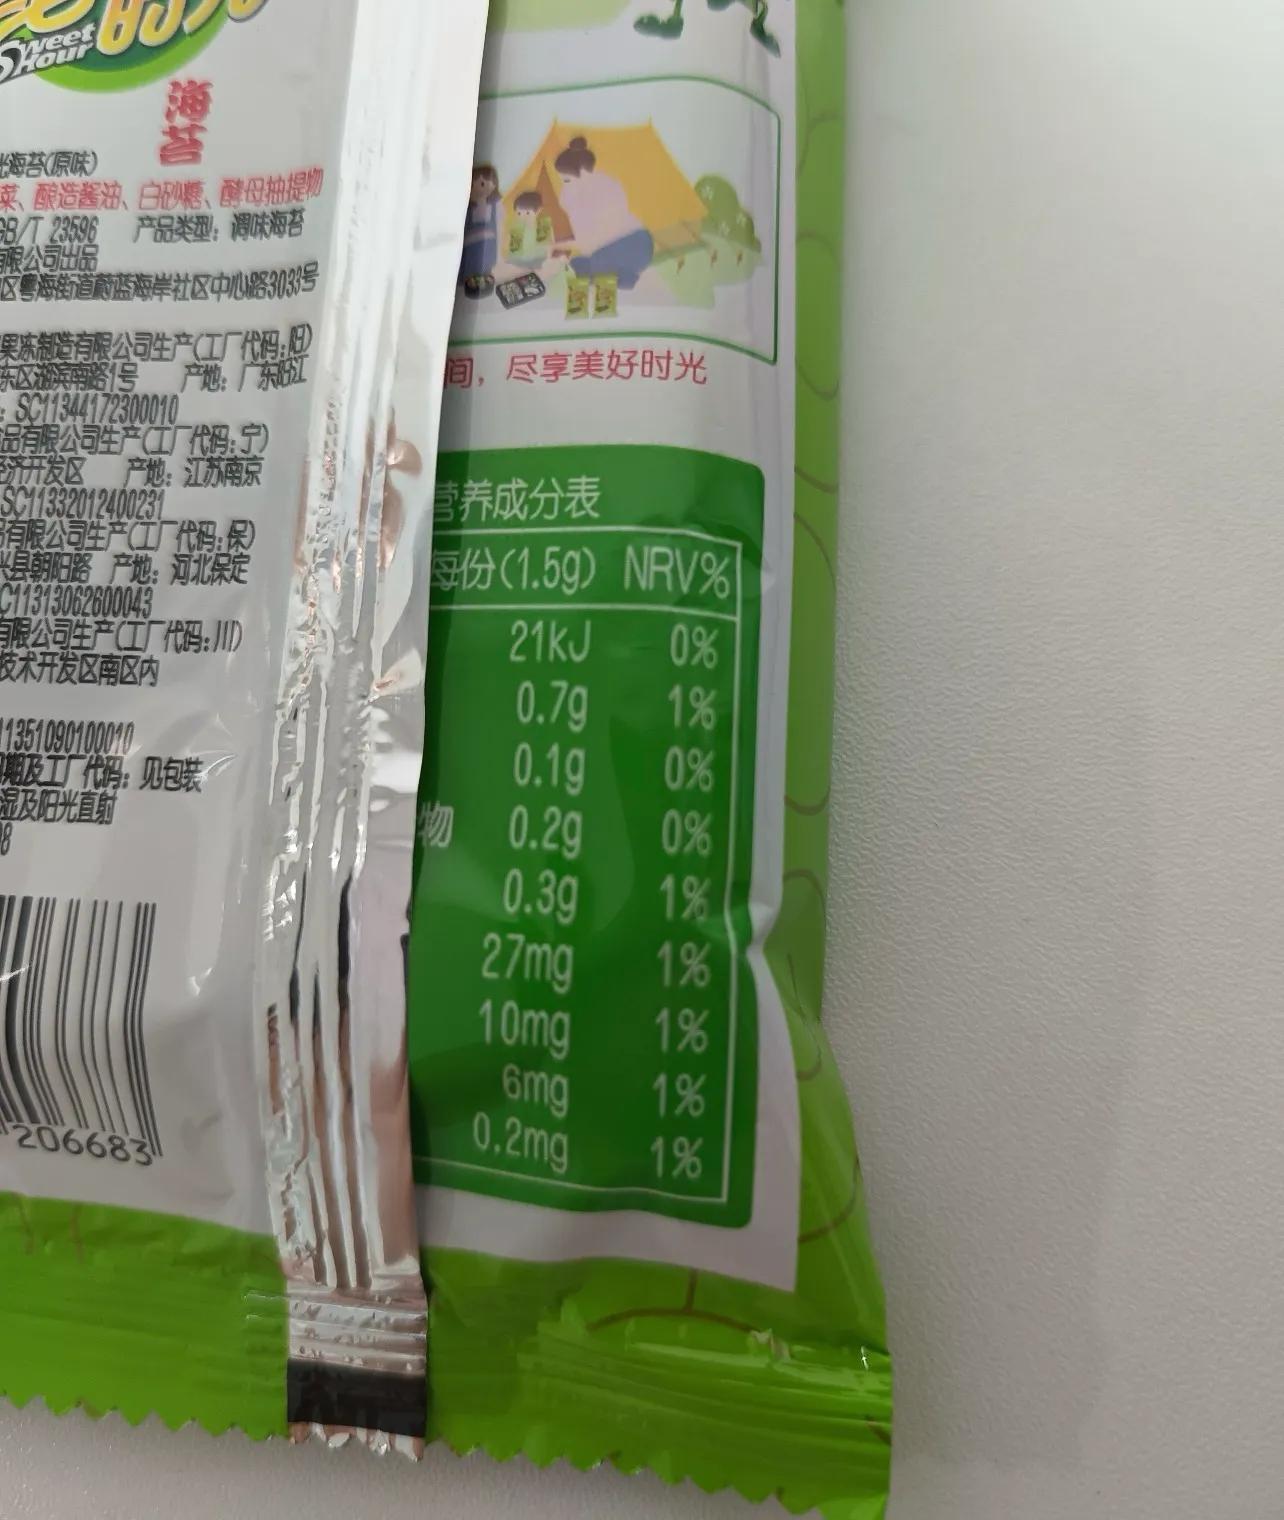 Sweet
Hour
时光
海苔
海苔(原味)
菜、酿造酱油、白砂糖、酵母抽提物
GB/T 23596 产品类型：调味海苔
有限公司出品
区粤海街道蔚蓝海岸社区中心路3033号
果冻制造有限公司生产(工厂代码:阳)
东区湖滨南路1号 产地：广东阳江
: SC11344172300010
品有限公司生产(工厂代码:宁)
经济开发区 产地：江苏南京
SC11332012400231
有限公司生产(工厂代码:保)
兴县朝阳路 产地：河北保定
C11313062600043
有限公司生产(工厂代码:川)
技术开发区南区内
11351090100010
期及工厂代码：见包装
湿及阳光直射
8
206683
间，尽享美好时光
营养成分表
每份(1.5g) NRV%
21kJ 0%
0.7g 1%
0.1g 0%
物 0.2g 0%
0.3g 1%
27mg 1%
10mg 1%
6mg 1%
0.2mg 1%